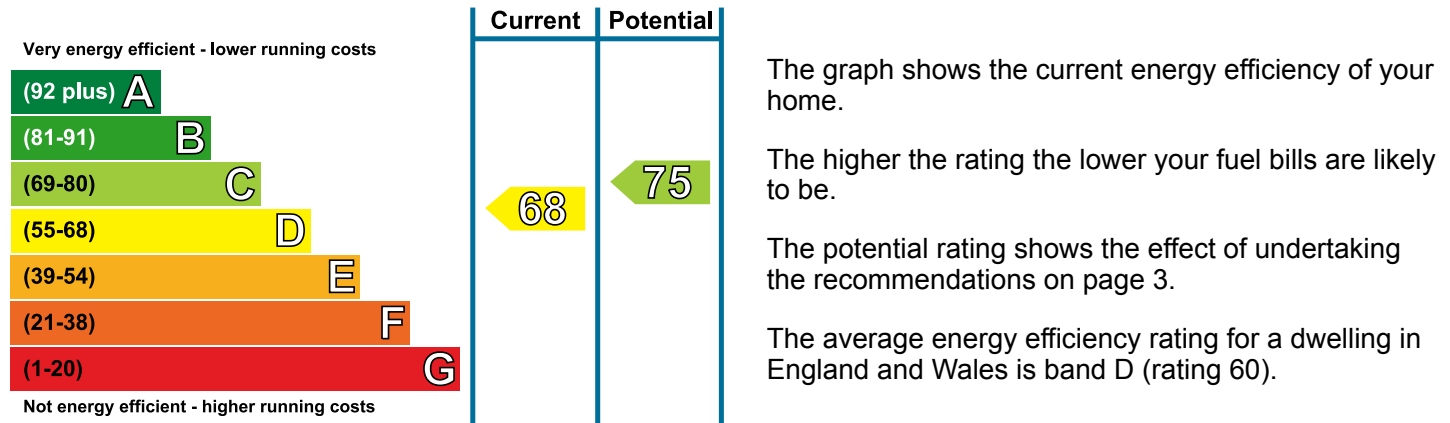 Current Potential
Very energy efficient - lower running costs
(92 plus) A
(81-91) B
(69-80) C
(55-68) D
(39-54) E
(21-38) F
(1-20) G
Not energy efficient - higher running costs
68
75
The graph shows the current energy efficiency of your
home.
The higher the rating the lower your fuel bills are likely
to be.
The potential rating shows the effect of undertaking
the recommendations on page 3.
The average energy efficiency rating for a dwelling in
England and Wales is band D (rating 60).